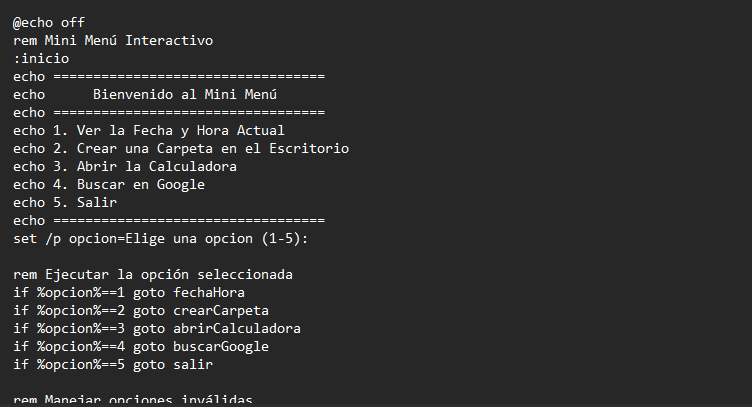 @echo off
rem Mini Menú Interactivo
:inicio
echo ==================================
echo      Bienvenido al Mini Menú
echo ==================================
echo 1. Ver la Fecha y Hora Actual
echo 2. Crear una Carpeta en el Escritorio
echo 3. Abrir la Calculadora
echo 4. Buscar en Google
echo 5. Salir
echo ==================================
set /p opcion=Elige una opcion (1-5):

rem Ejecutar la opción seleccionada
if %opcion%==1 goto fechaHora
if %opcion%==2 goto crearCarpeta
if %opcion%==3 goto abrirCalculadora
if %opcion%==4 goto buscarGoogle
if %opcion%==5 goto salir

rem Manejar opciones inválidas